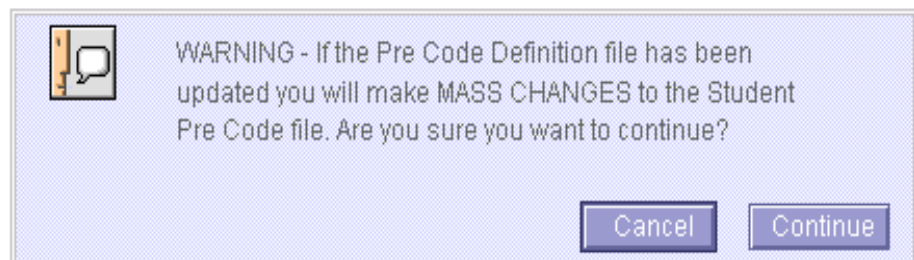 WARNING - If the Pre Code Definition file has been
updated you will make MASS CHANGES to the Student
Pre Code file. Are you sure you want to continue?
Cancel Continue